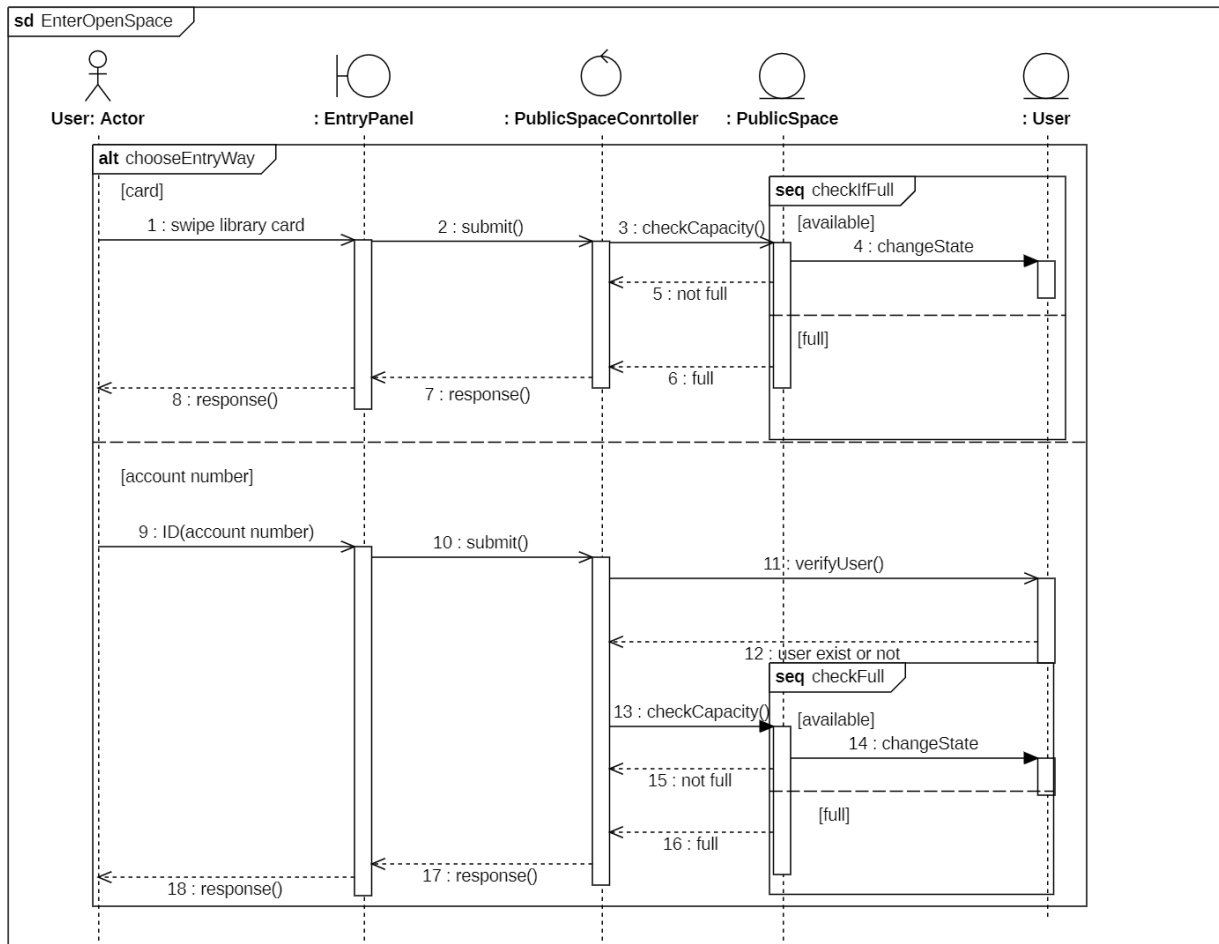 sd EnterOpenSpace
User: Actor
: EntryPanel
: PublicSpaceConrtoller
: PublicSpace
: User
alt chooseEntryWay
[card]
seq checkIfFull
[available]
1 : swipe library card
2 : submit()
3 : checkCapacity()
4 : changeState
5 : not full
[full]
6 : full
7 : response()
8 : response()
[account number]
9 : ID(account number)
10 : submit()
11 : verifyUser()
12 : user exist or not
seq checkFull
13 : checkCapacity()
[available]
14 : changeState
15 : not full
[full]
16 : full
17 : response()
18 : response()